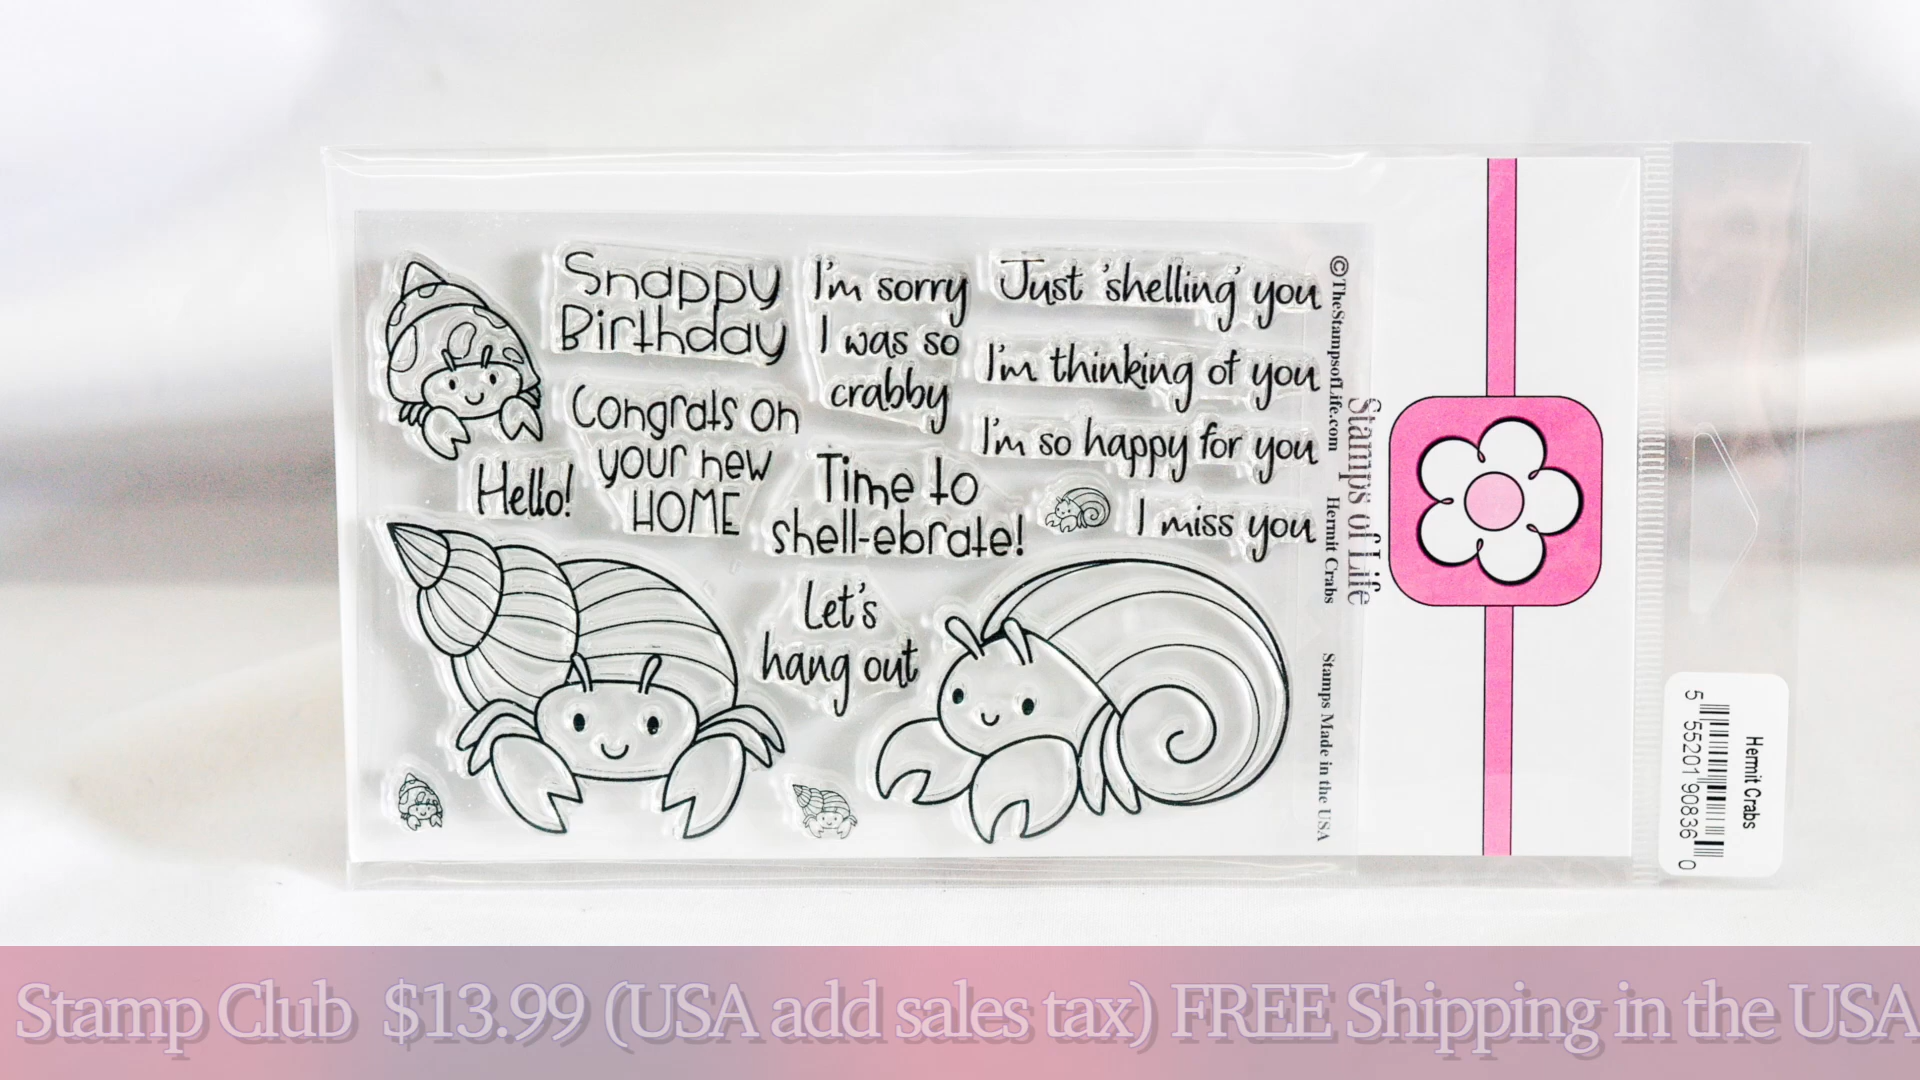 Snappy
Birthday
I'm sorry
I was so
crabby
Just 'shelling' you
I'm thinking of you
I'm so happy for you
I miss you
Congrats on
your new
HOME
Hello!
Time to
shell-ebrate!
Let's
hang out
©TheStampsofLife.com Hermit Crabs Stamps Made in the USA
Stamps of Life
Hermit Crabs
5 55201 90836 0
Stamp Club $13.99 (USA add sales tax) FREE Shipping in the USA